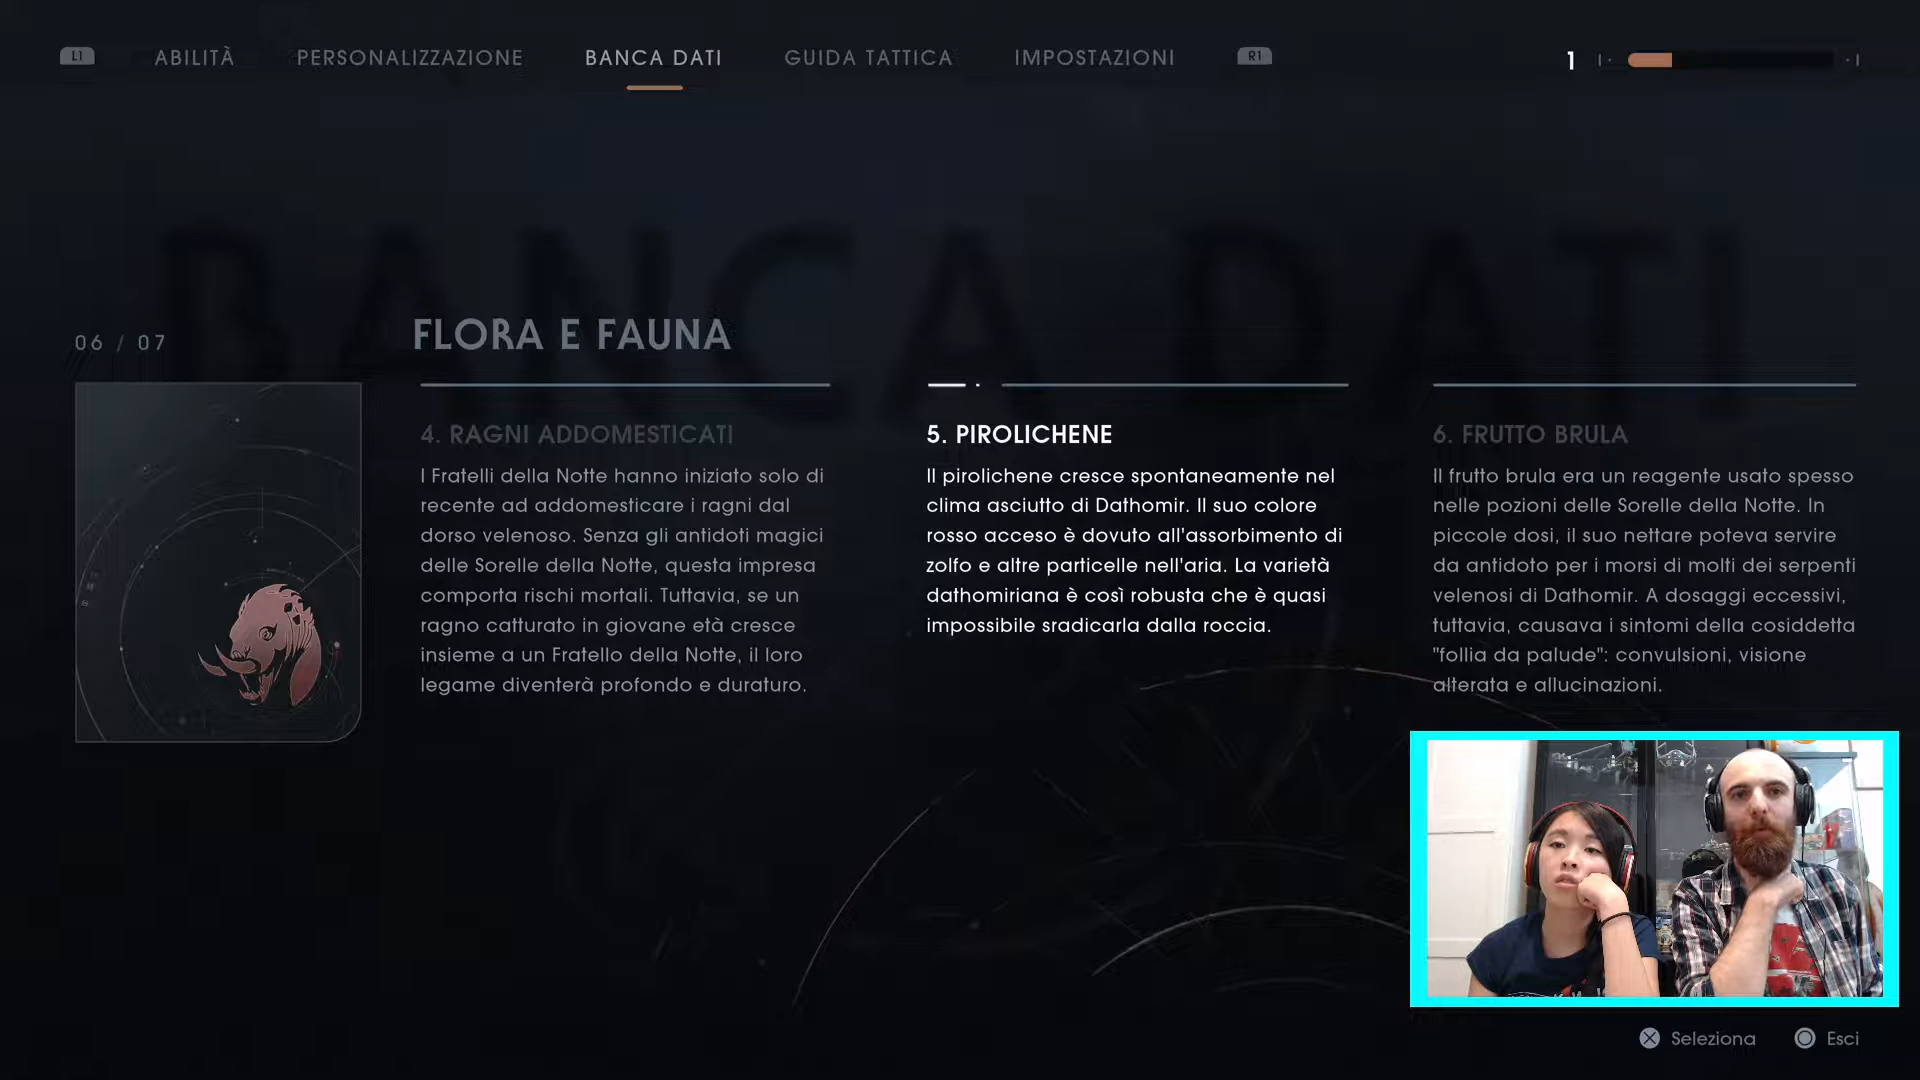 L1 ABILITÀ PERSONALIZZAZIONE BANCA DATI GUIDA TATTICA IMPOSTAZIONI R1 1
BANCA DATI
06 / 07
FLORA E FAUNA
4. RAGNI ADDOMESTICATI
I Fratelli della Notte hanno iniziato solo di
recente ad addomesticare i ragni dal
dorso velenoso. Senza gli antidoti magici
delle Sorelle della Notte, questa impresa
comporta rischi mortali. Tuttavia, se un
ragno catturato in giovane età cresce
insieme a un Fratello della Notte, il loro
legame diventerà profondo e duraturo.
5. PIROLICHENE
Il pirolichene cresce spontaneamente nel
clima asciutto di Dathomir. Il suo colore
rosso acceso è dovuto all'assorbimento di
zolfo e altre particelle nell'aria. La varietà
dathomiriana è così robusta che è quasi
impossibile sradicarla dalla roccia.
6. FRUTTO BRULA
Il frutto brula era un reagente usato spesso
nelle pozioni delle Sorelle della Notte. In
piccole dosi, il suo nettare poteva servire
da antidoto per i morsi di molti dei serpenti
velenosi di Dathomir. A dosaggi eccessivi,
tuttavia, causava i sintomi della cosiddetta
"follia da palude": convulsioni, visione
alterata e allucinazioni.
Seleziona Esci